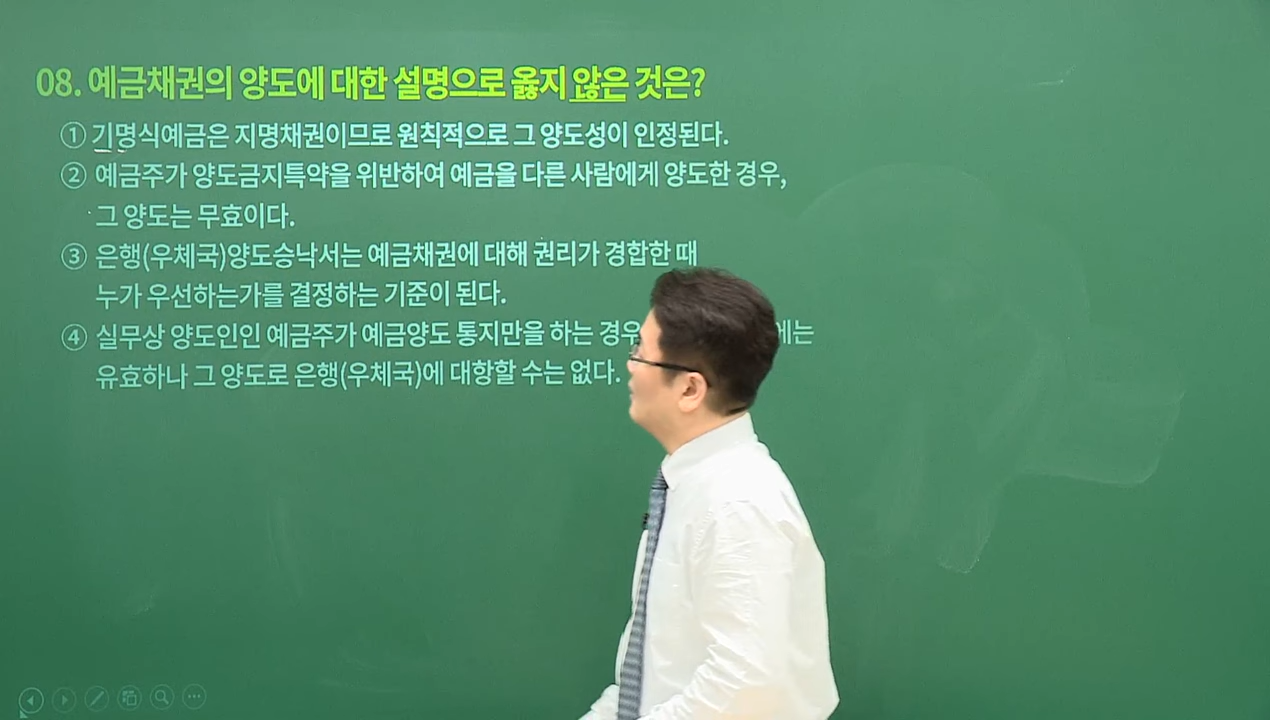 08. 예금채권의 양도에 대한 설명으로 옳지 않은 것은?
① 기명식예금은 지명채권이므로 원칙적으로 그 양도성이 인정된다.
② 예금주가 양도금지특약을 위반하여 예금을 다른 사람에게 양도한 경우,
그 양도는 무효이다.
③ 은행(우체국)양도승낙서는 예금채권에 대해 권리가 경합한 때
누가 우선하는가를 결정하는 기준이 된다.
④ 실무상 양도인인 예금주가 예금양도 통지만을 하는 경우 에는
유효하나 그 양도로 은행(우체국)에 대항할 수는 없다.